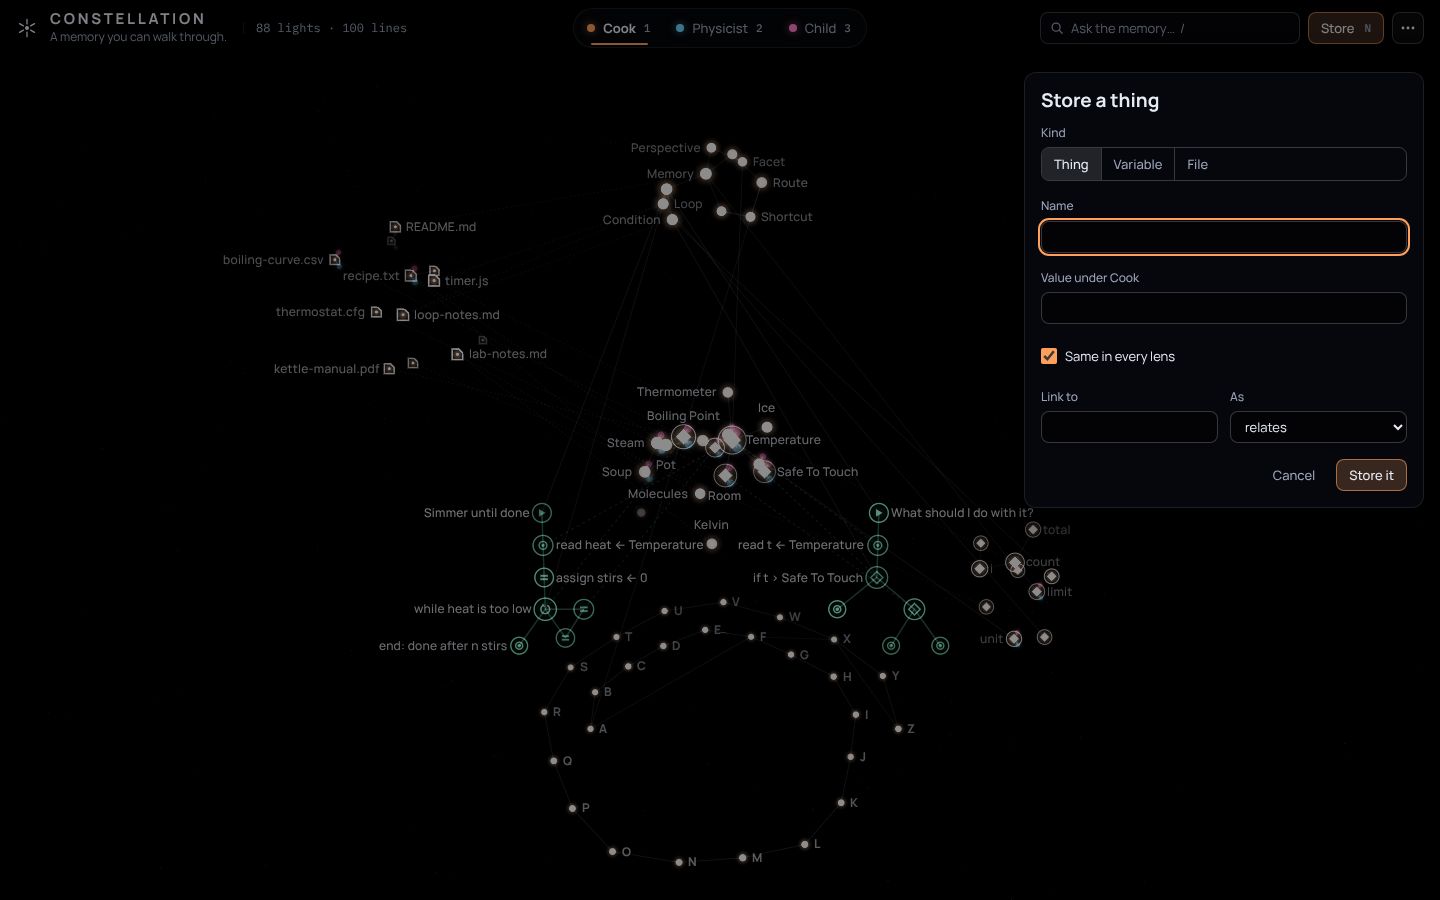 CONSTELLATION
A memory you can walk through.
88 lights · 100 lines
Cook 1
Physicist 2
Child 3
Ask the memory… /
Store N
Store a thing
Kind
Thing
Variable
File
Name
Value under Cook
Same in every lens
Link to
As
relates
Cancel
Store it
Perspective
Facet
Memory
Route
Loop
Condition
Shortcut
README.md
boiling-curve.csv
recipe.txt
timer.js
thermostat.cfg
loop-notes.md
lab-notes.md
kettle-manual.pdf
Thermometer
Ice
Boiling Point
Steam
Temperature
Pot
Soup
Safe To Touch
Molecules
Room
Kelvin
Simmer until done
What should I do with it?
read heat ← Temperature
read t ← Temperature
assign stirs ← 0
if t > Safe To Touch
while heat is too low
end: done after n stirs
total
count
i
limit
unit
V
U
W
T
E
F
X
D
G
S
C
H
Y
B
R
I
A
Z
Q
J
P
K
O
N
M
L